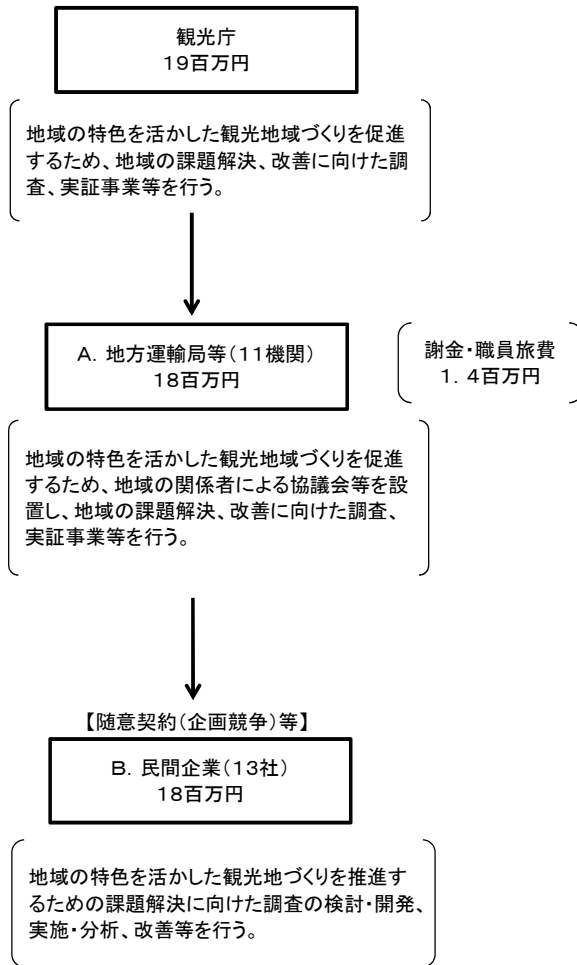 観光庁
19百万円
地域の特色を活かした観光地域づくりを促進
するため、地域の課題解決、改善に向けた調
査、実証事業等を行う。
A. 地方運輸局等(11機関)
18百万円
謝金・職員旅費
1. 4百万円
地域の特色を活かした観光地域づくりを促進
するため、地域の関係者による協議会等を設
置し、地域の課題解決、改善に向けた調査、
実証事業等を行う。
【随意契約(企画競争)等】
B. 民間企業(13社)
18百万円
地域の特色を活かした観光地づくりを推進す
るための課題解決に向けた調査の検討・開発、
実施・分析、改善等を行う。